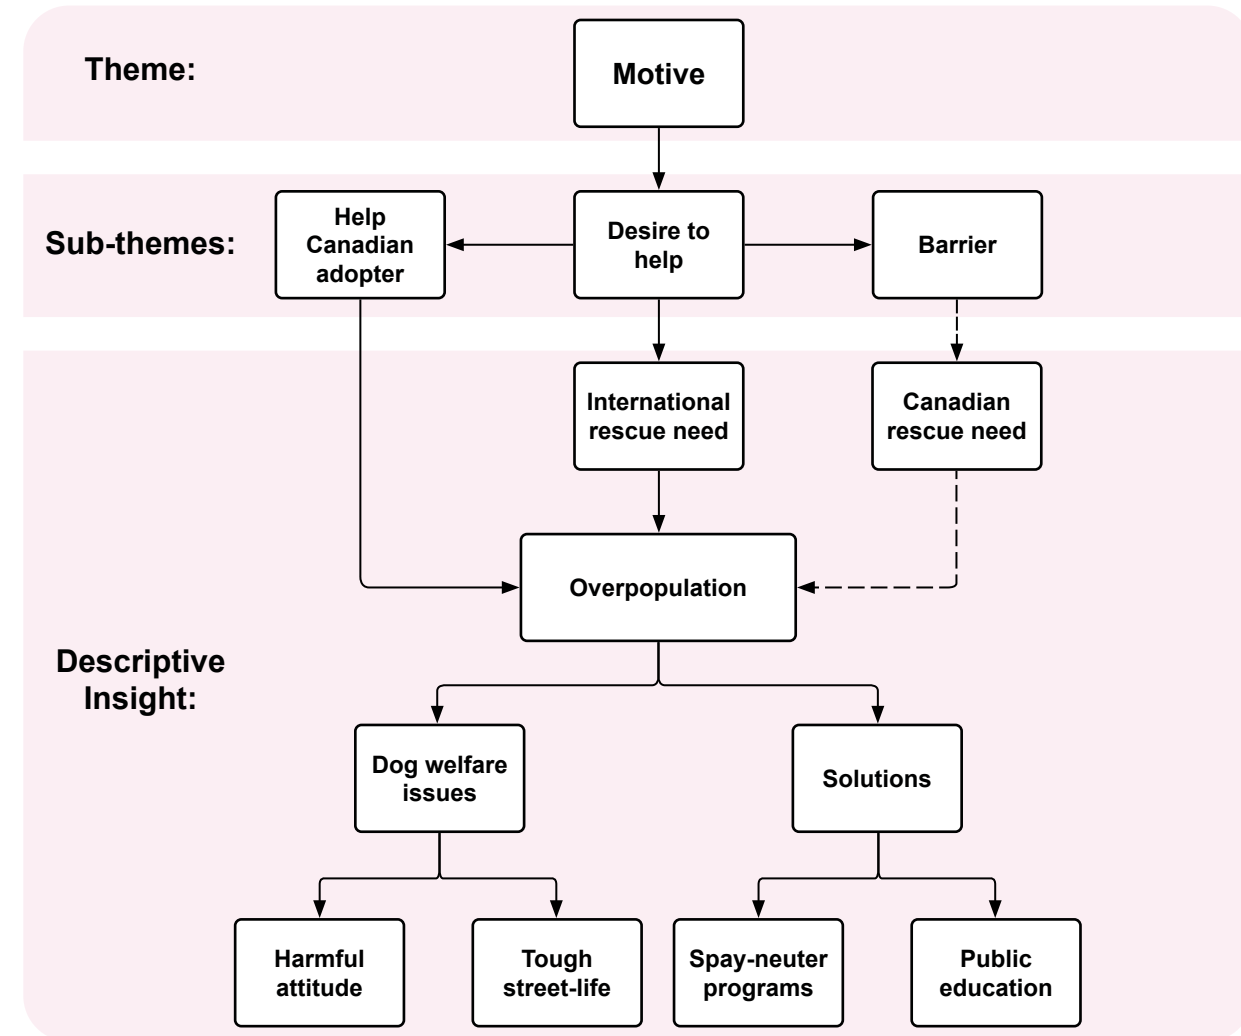 Theme:
Motive
Sub-themes:
Help
Canadian
adopter
Desire to
help
Barrier
International
rescue need
Canadian
rescue need
Overpopulation
Descriptive
Insight:
Dog welfare
issues
Solutions
Harmful
attitude
Tough
street-life
Spay-neuter
programs
Public
education